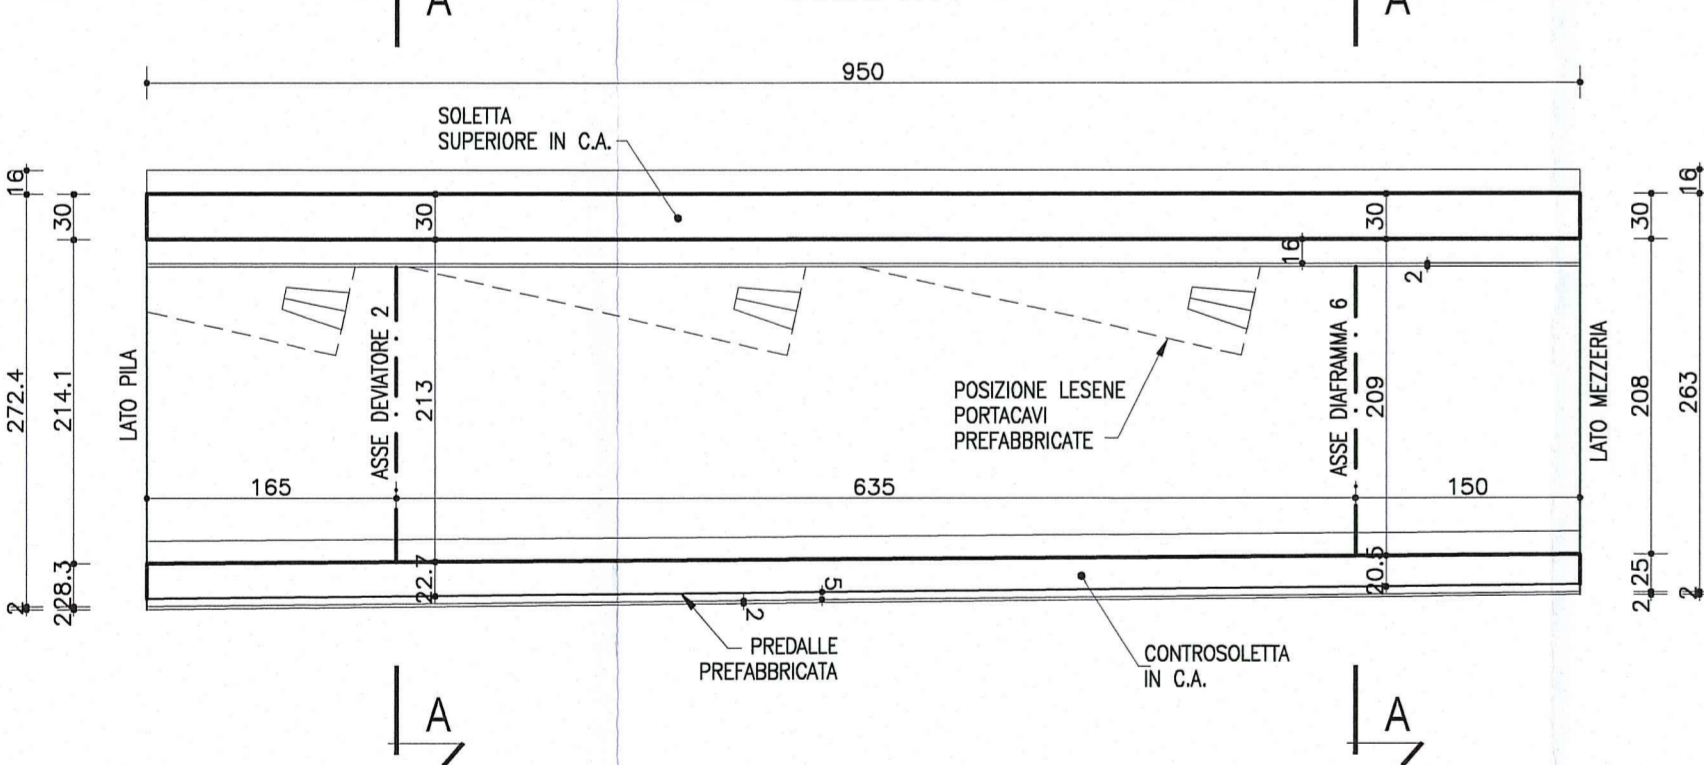 A
A
950
SOLETTA
SUPERIORE IN C.A.
16
30
272.4
214.1
28.3
2
2
LATO PILA
30
ASSE DEVIATORE 2
213
165
22.7
635
5
2
PREDALLE
PREFABBRICATA
POSIZIONE LESENE
PORTACAVI
PREFABBRICATE
16
30
2
ASSE DIAFRAMMA 6
209
150
20.5
CONTROSOLETTA
IN C.A.
LATO MEZZERIA
30
208
25
2
16
263
2
A
A